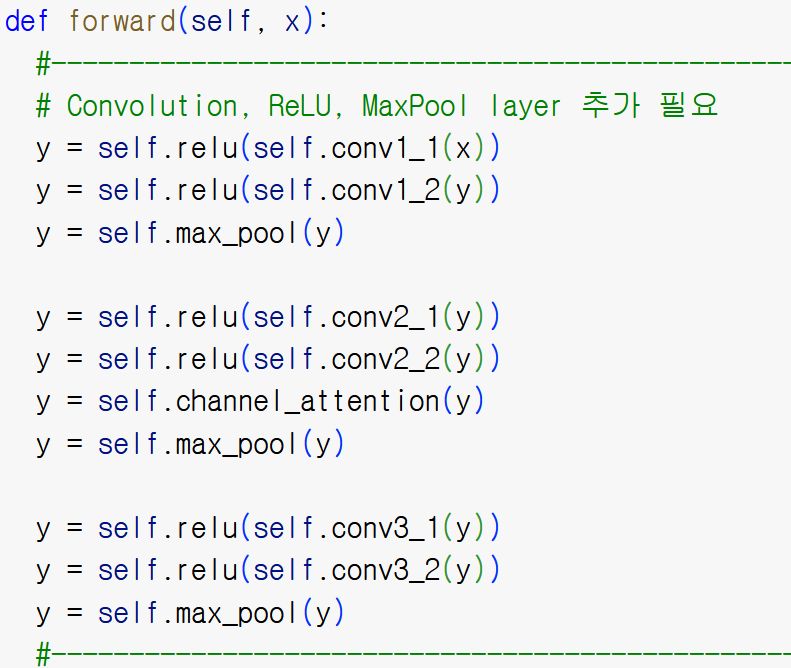 def forward(self, x):
#-----------------------------------------------
# Convolution, ReLU, MaxPool layer 추가 필요
y = self.relu(self.conv1_1(x))
y = self.relu(self.conv1_2(y))
y = self.max_pool(y)
y = self.relu(self.conv2_1(y))
y = self.relu(self.conv2_2(y))
y = self.channel_attention(y)
y = self.max_pool(y)
y = self.relu(self.conv3_1(y))
y = self.relu(self.conv3_2(y))
y = self.max_pool(y)
#-----------------------------------------------